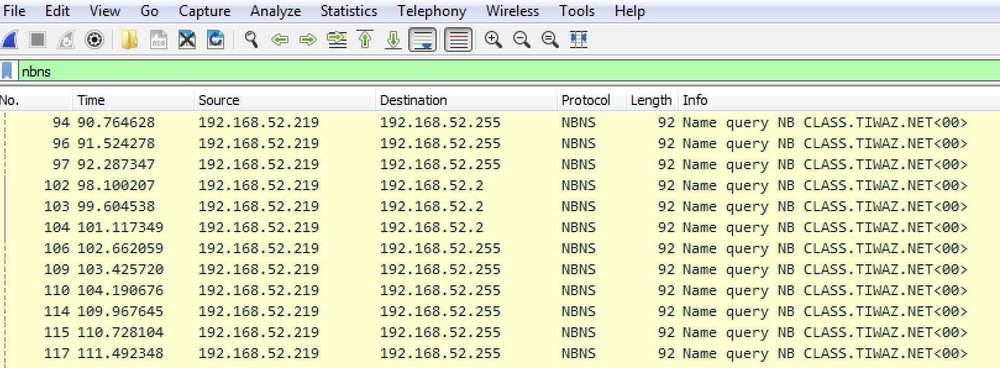 File Edit View Go Capture Analyze Statistics Telephony Wireless Tools Help
010
nbns
No. Time Source Destination Protocol Length Info
94 90.764628 192.168.52.219 192.168.52.255 NBNS 92 Name query NB CLASS.TIWAZ.NET<00>
96 91.524278 192.168.52.219 192.168.52.255 NBNS 92 Name query NB CLASS.TIWAZ.NET<00>
97 92.287347 192.168.52.219 192.168.52.255 NBNS 92 Name query NB CLASS.TIWAZ.NET<00>
102 98.100207 192.168.52.219 192.168.52.2 NBNS 92 Name query NB CLASS.TIWAZ.NET<00>
103 99.604538 192.168.52.219 192.168.52.2 NBNS 92 Name query NB CLASS.TIWAZ.NET<00>
104 101.117349 192.168.52.219 192.168.52.2 NBNS 92 Name query NB CLASS.TIWAZ.NET<00>
106 102.662059 192.168.52.219 192.168.52.255 NBNS 92 Name query NB CLASS.TIWAZ.NET<00>
109 103.425720 192.168.52.219 192.168.52.255 NBNS 92 Name query NB CLASS.TIWAZ.NET<00>
110 104.190676 192.168.52.219 192.168.52.255 NBNS 92 Name query NB CLASS.TIWAZ.NET<00>
114 109.967645 192.168.52.219 192.168.52.255 NBNS 92 Name query NB CLASS.TIWAZ.NET<00>
115 110.728104 192.168.52.219 192.168.52.255 NBNS 92 Name query NB CLASS.TIWAZ.NET<00>
117 111.492348 192.168.52.219 192.168.52.255 NBNS 92 Name query NB CLASS.TIWAZ.NET<00>